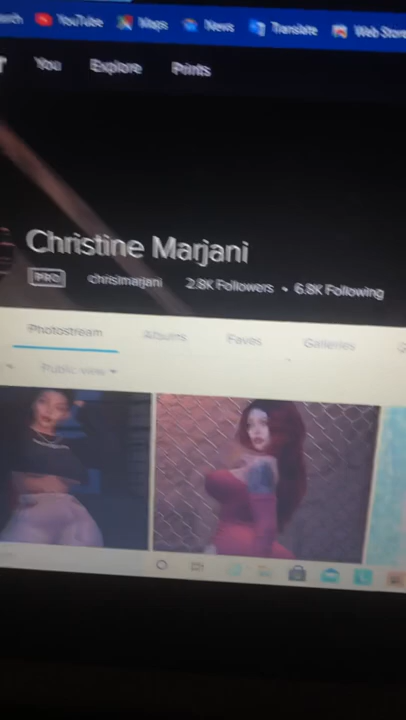 YouTube Maps News Translate Web Store
You Explore Prints
Christine Marjani
PRO chrisimarjani 2.8K Followers • 6.8K Following
Photostream Albums Faves Galleries
Public view